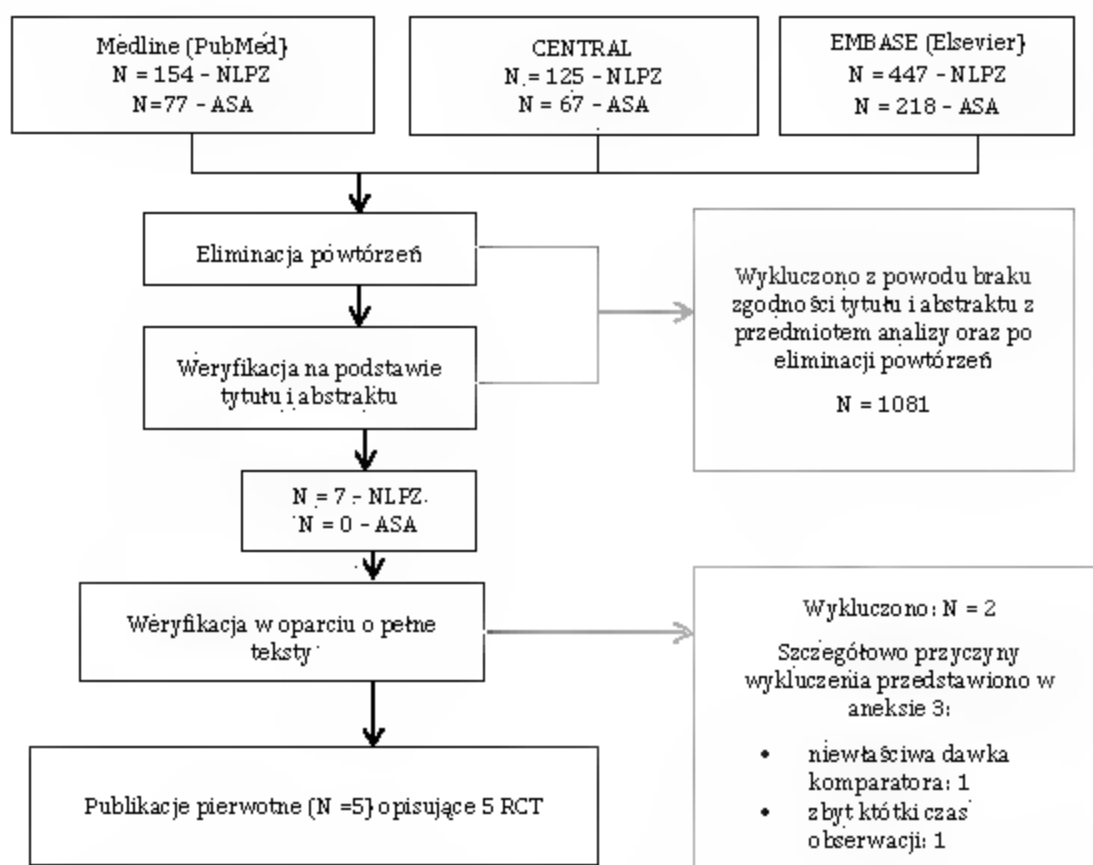 Medline (PubMed}
N = 154 - NLPZ
N=77 - ASA
CENTRAL
N = 125 - NLPZ
N = 67 - ASA
EMBASE (Elsevier}
N = 447 - NLPZ
N = 218 - ASA
Eliminacja powtórzeń
Wykluczono z powodu braku
zgodności tytułu i abstraktu z
przedmiotem analizy oraz po
eliminacji powtórzeń
N = 1081
Weryfikacja na podstawie
tytułu i abstraktu
N = 7 - NLPZ
N = 0 - ASA
Weryfikacja w oparciu o pełne
teksty
Wykluczono: N = 2
Szczegółowo przyczyny
wykluczenia przedstawiono w
aneksie 3:
• niewłaściwa dawka
komparatora: 1
• zbyt któtki czas
obserwacji: 1
Publikacje pierwotne (N =5} opisujące 5 RCT